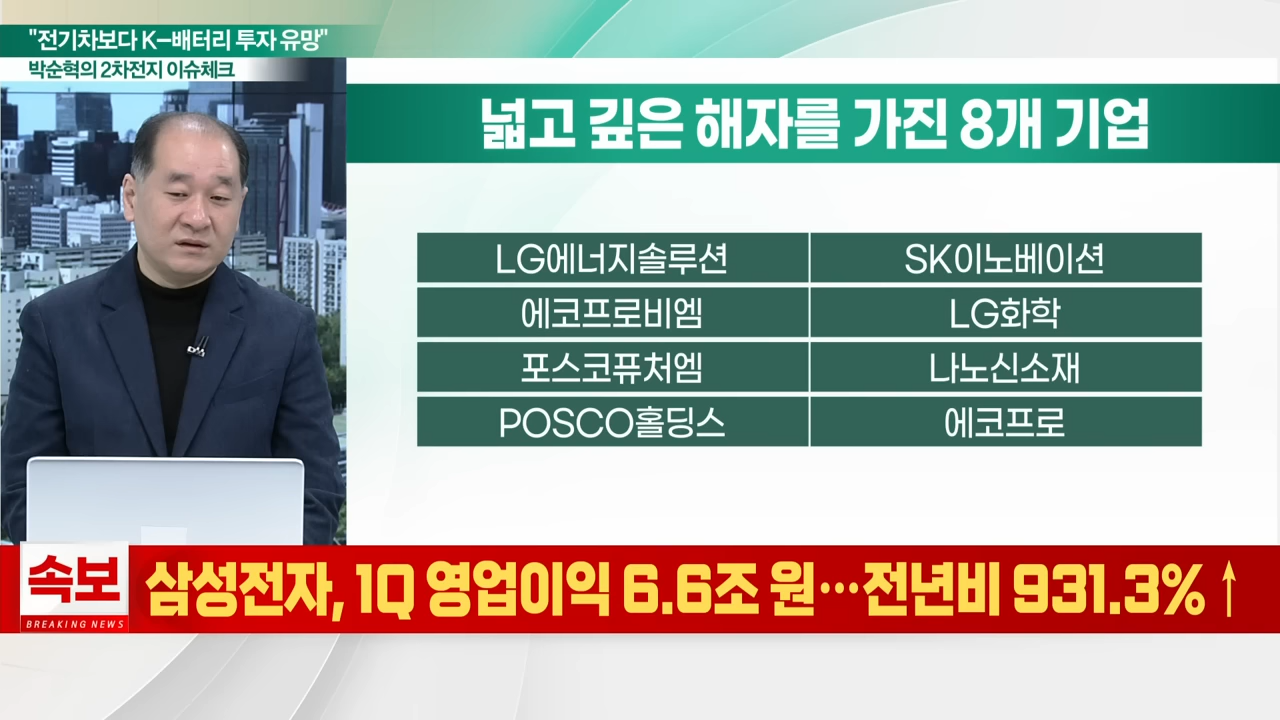 "전기차보다 K-배터리 투자 유망"
박순혁의 2차전지 이슈체크
넓고 깊은 해자를 가진 8개 기업
LG에너지솔루션 SK이노베이션
에코프로비엠 LG화학
포스코퓨처엠 나노신소재
POSCO홀딩스 에코프로
속보
BREAKING NEWS
삼성전자, 1Q 영업이익 6.6조 원…전년비 931.3%↑